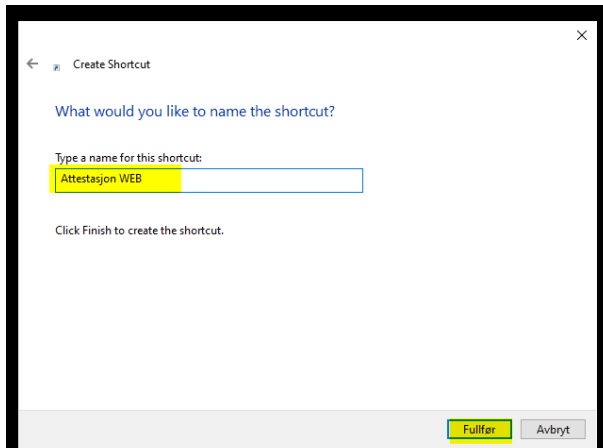 Create Shortcut
What would you like to name the shortcut?
Type a name for this shortcut:
Attestasjon WEB
Click Finish to create the shortcut.
Fullfør Avbryt